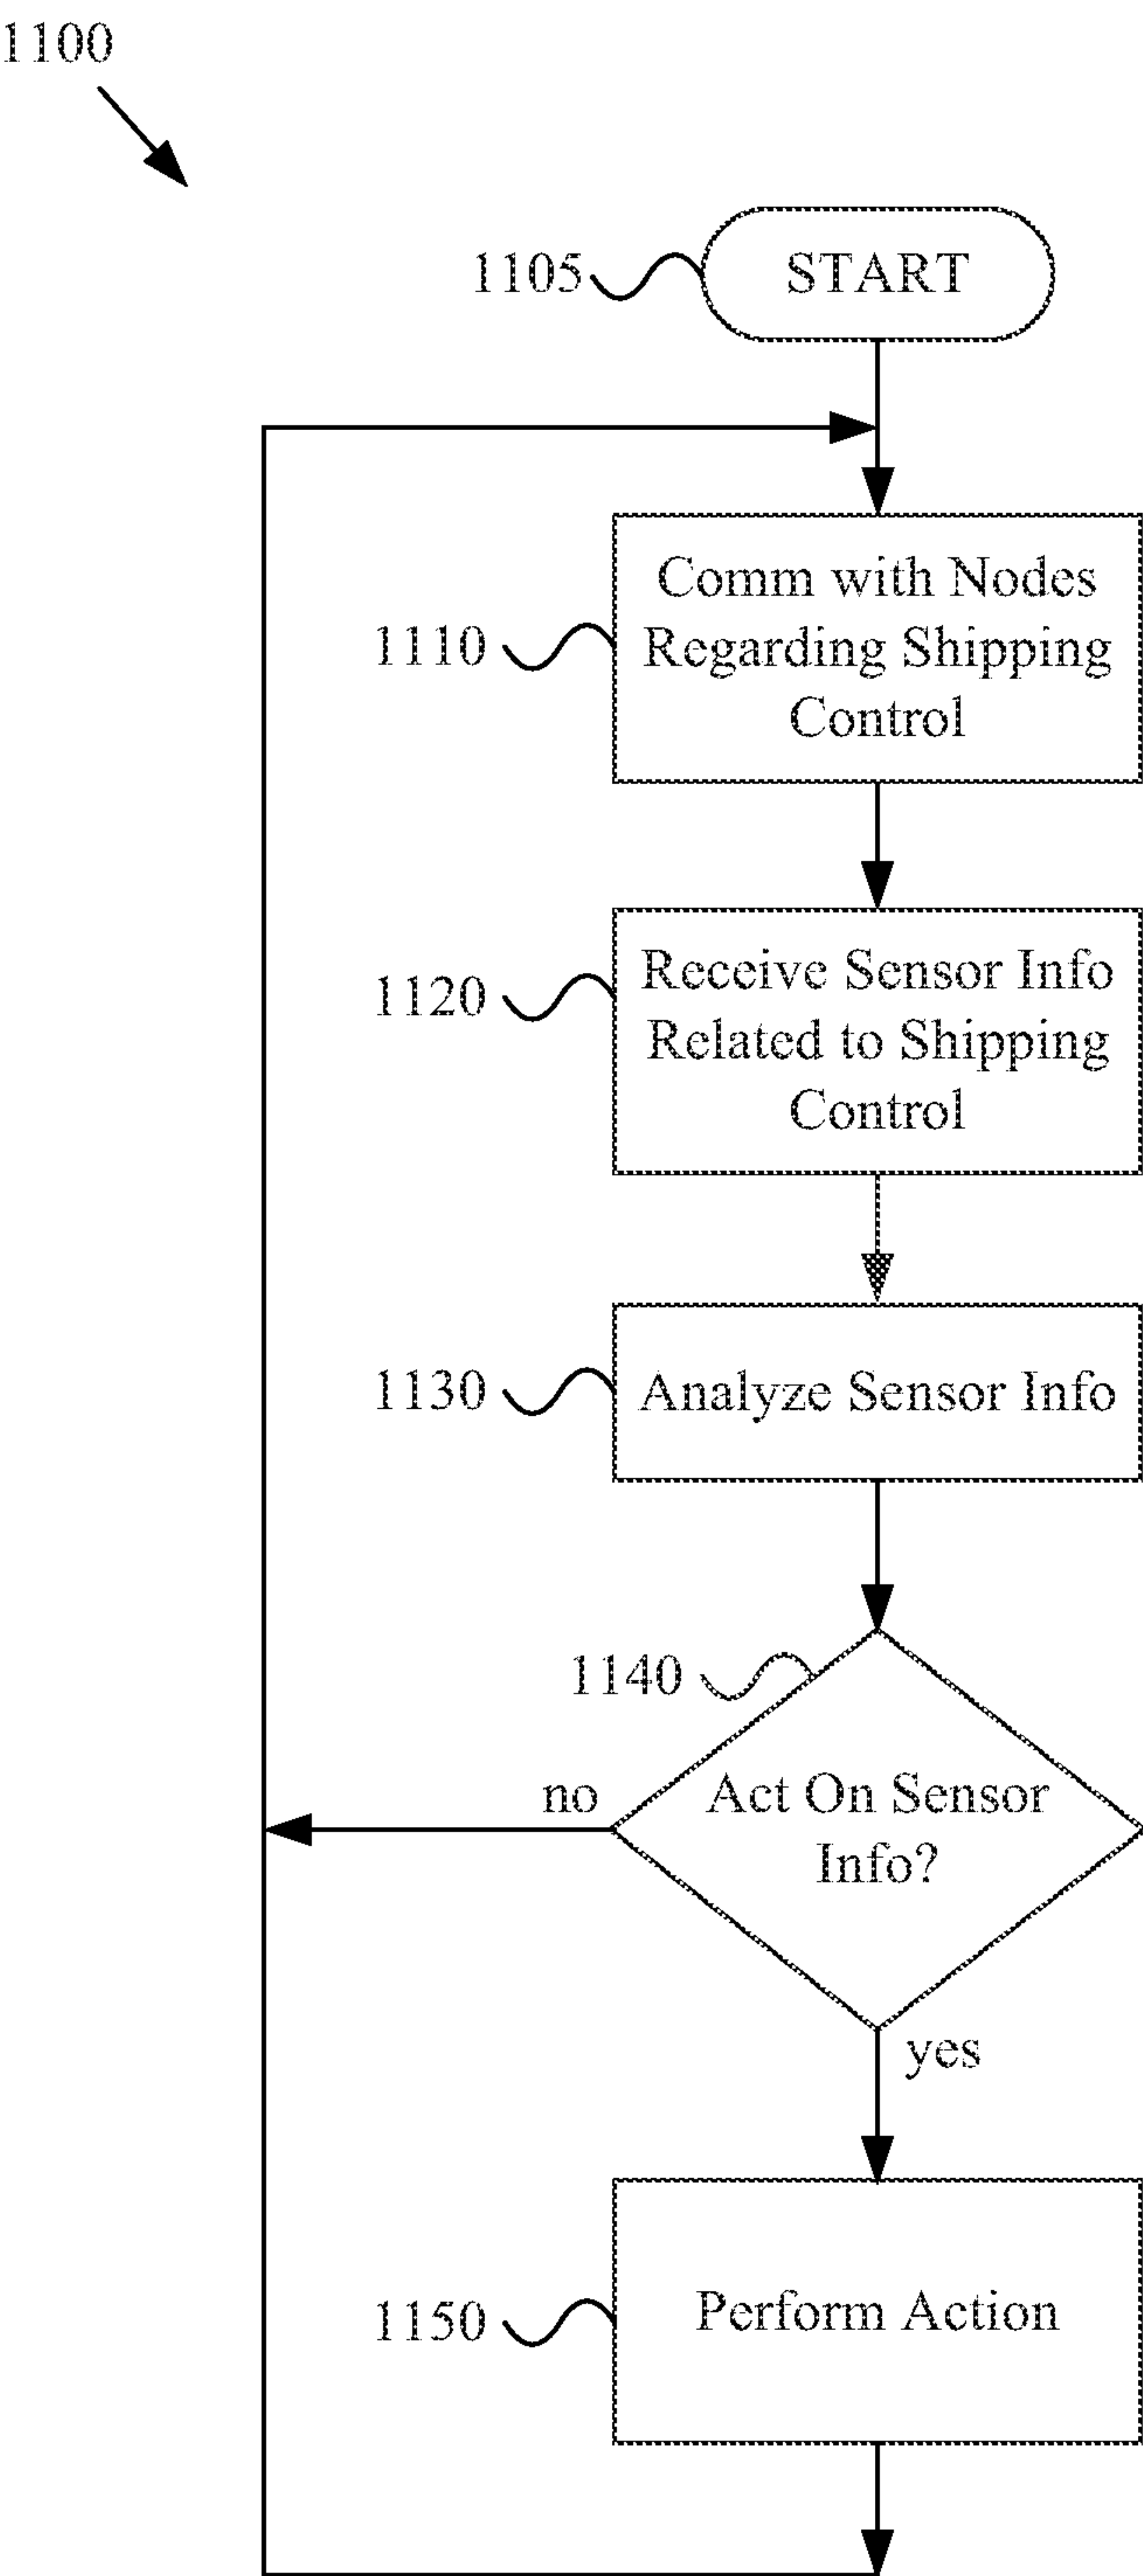 1100
1105
START
1110
Comm with Nodes
Regarding Shipping
Control
1120
Receive Sensor Info
Related to Shipping
Control
1130
Analyze Sensor Info
1140
no
Act On Sensor
Info?
yes
1150
Perform Action